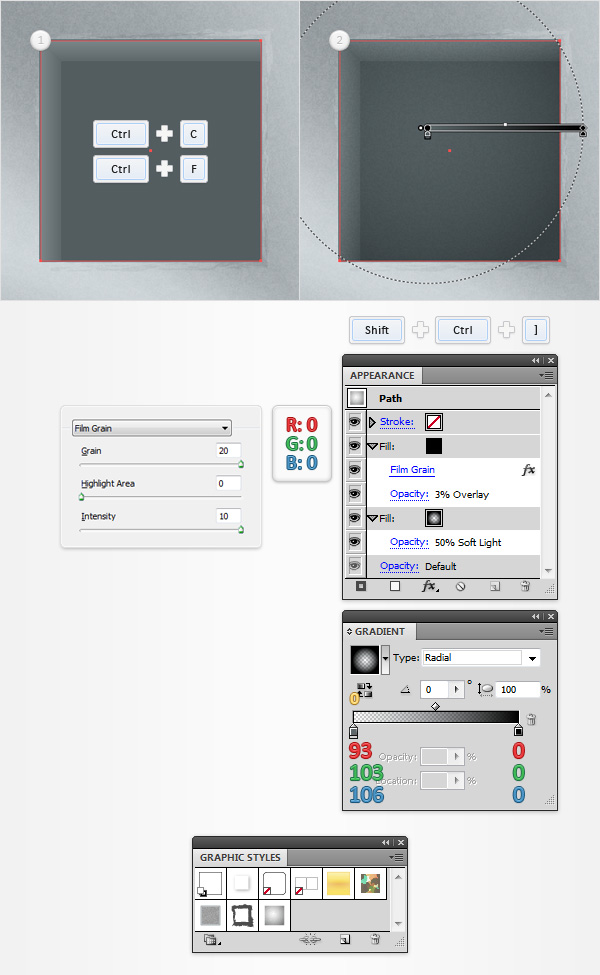 1
2
Ctrl + C
Ctrl + F
Shift + Ctrl + ]
APPEARANCE
Path
Stroke:
Fill:
Film Grain fx
Opacity: 3% Overlay
Fill:
Opacity: 50% Soft Light
Opacity: Default
fx
Film Grain
Grain 20
Highlight Area 0
Intensity 10
R: 0
G: 0
B: 0
GRADIENT
Type: Radial
0 ° 100 %
0
93 Opacity: % 0
103 Location: % 0
106 0
GRAPHIC STYLES